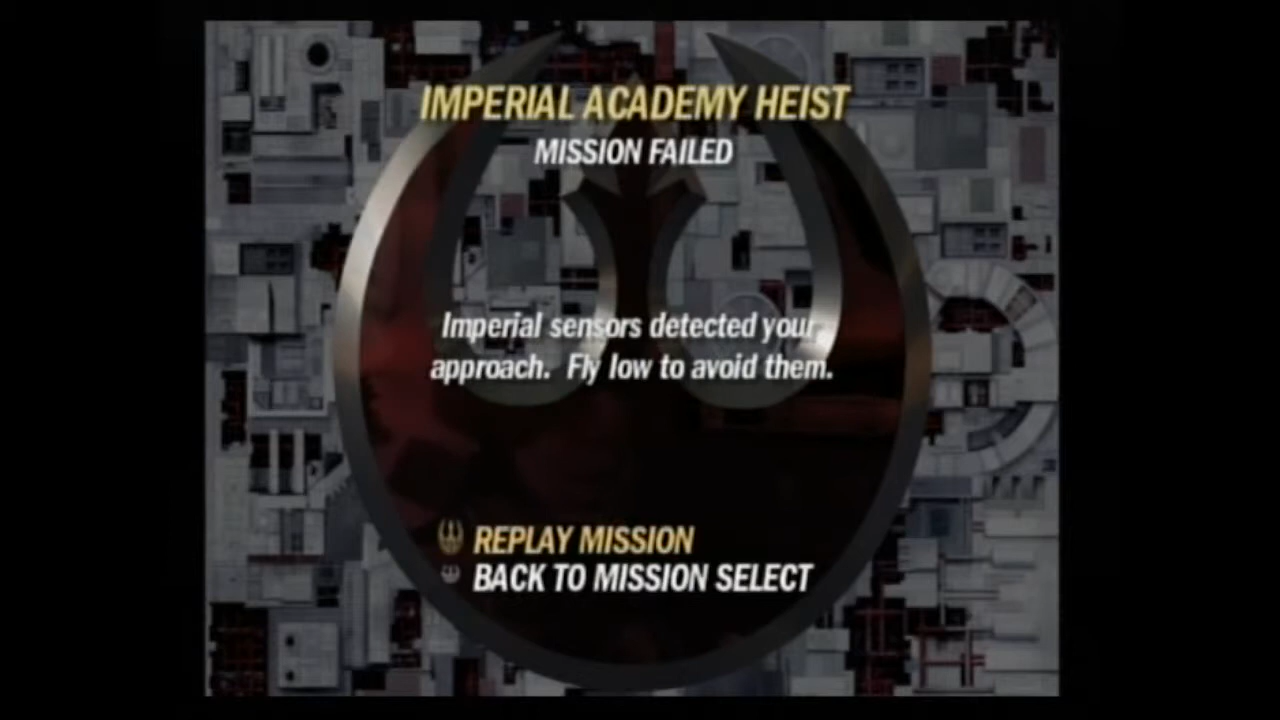 IMPERIAL ACADEMY HEIST
MISSION FAILED
Imperial sensors detected your
approach. Fly low to avoid them.
REPLAY MISSION
BACK TO MISSION SELECT